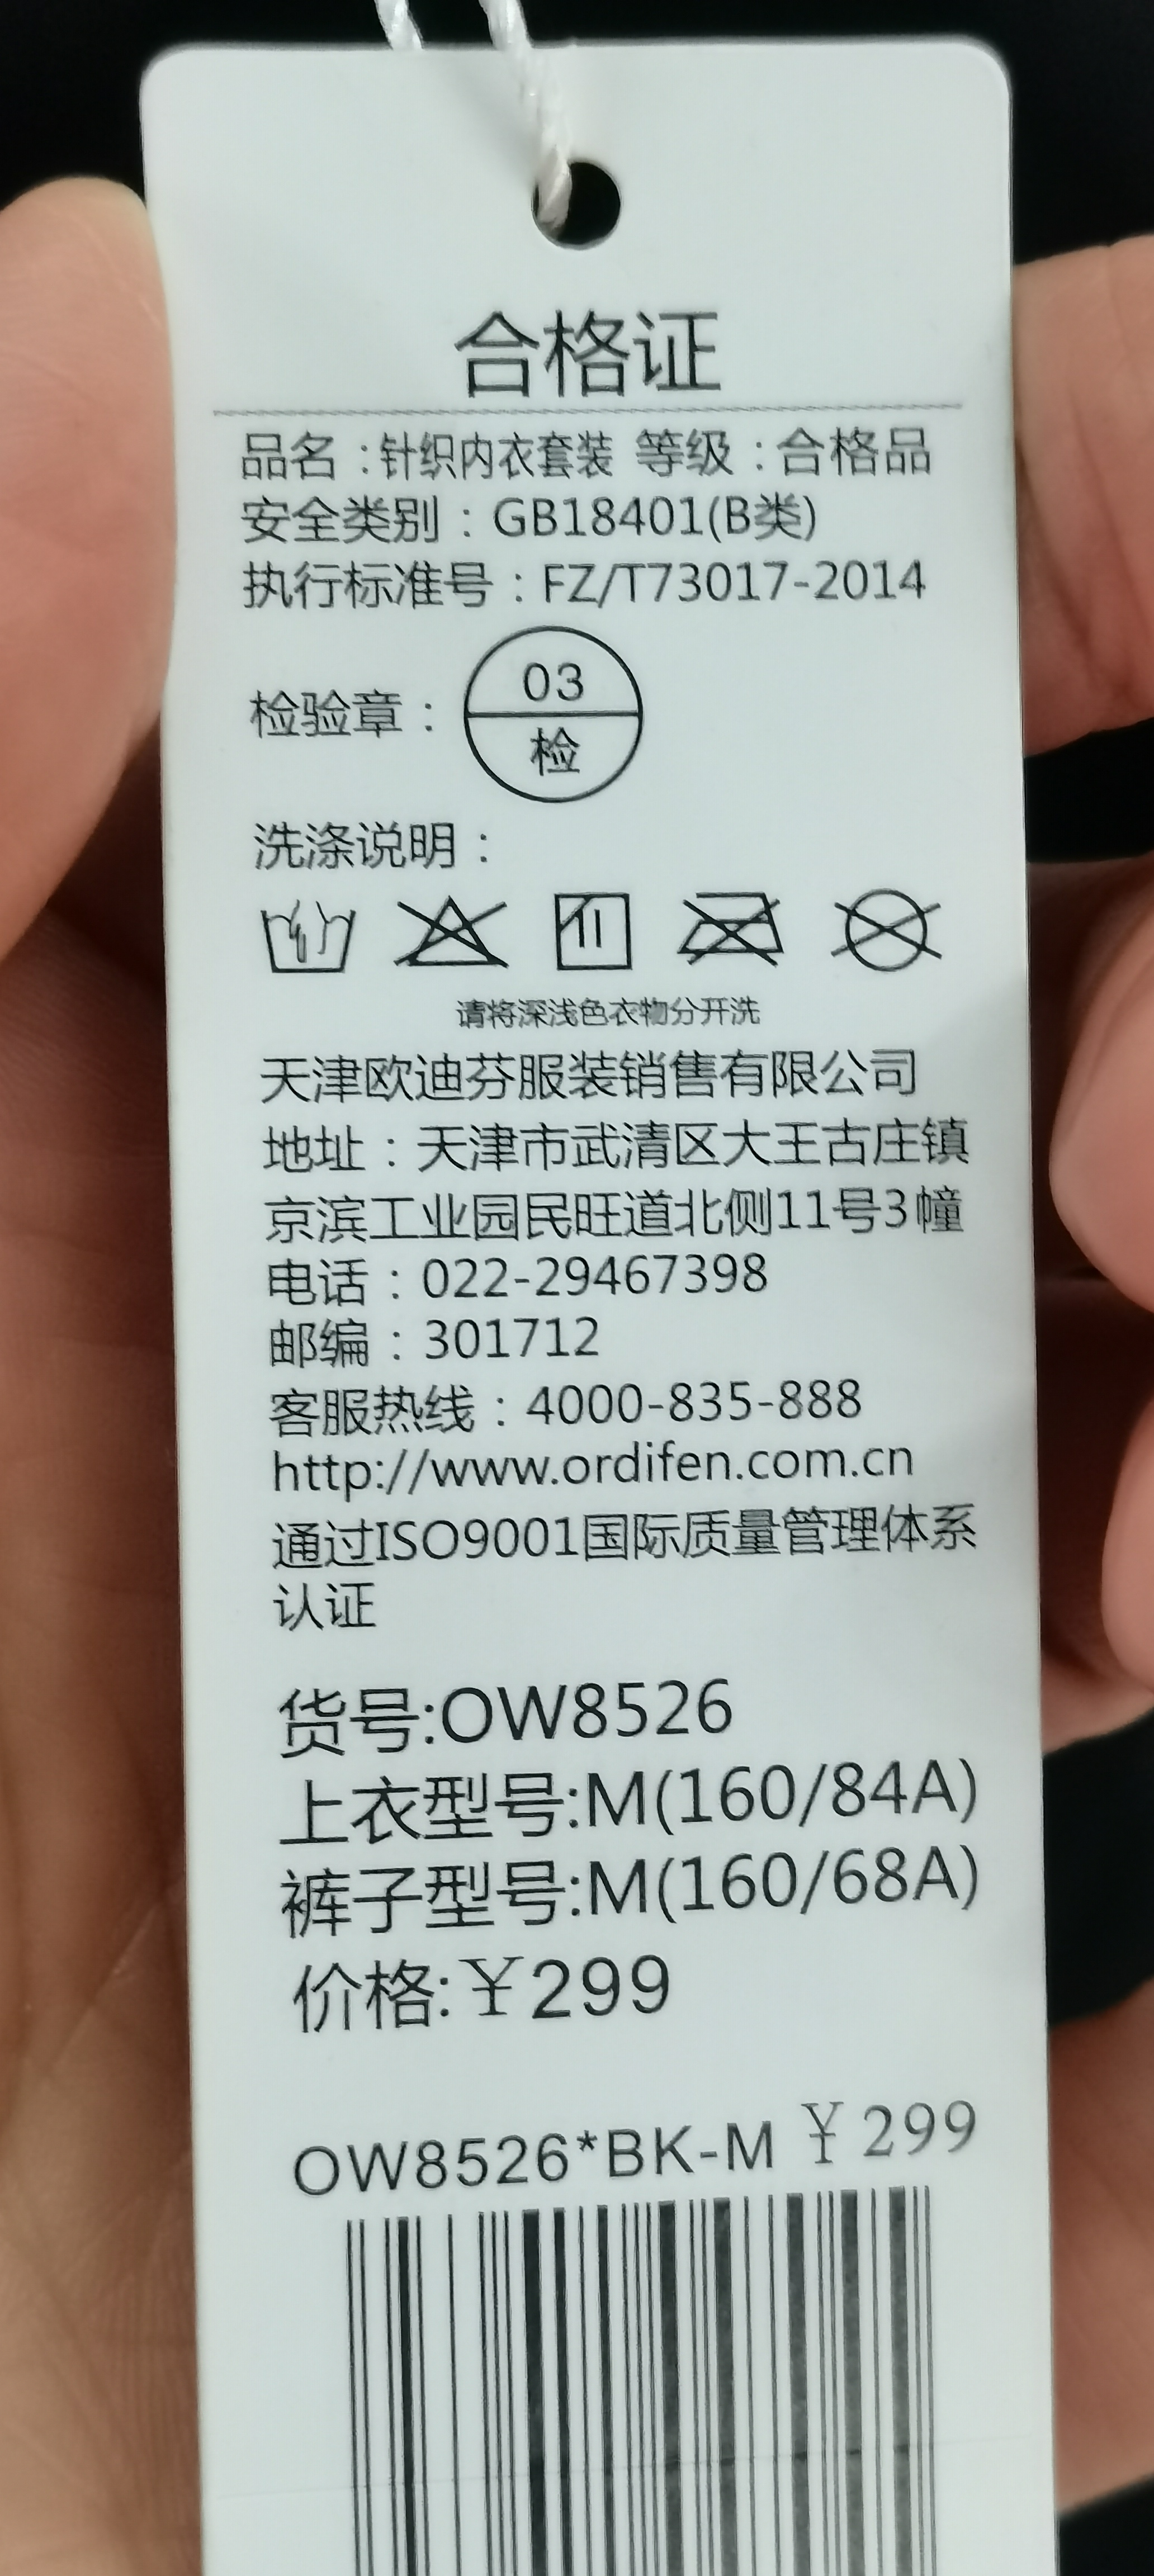 合格证
品名:针织内衣套装 等级:合格品
安全类别:GB18401(B类)
执行标准号:FZ/T73017-2014
检验章:
03
检
洗涤说明:
请将深浅色衣物分开洗
天津欧迪芬服装销售有限公司
地址:天津市武清区大王古庄镇
京滨工业园民旺道北侧11号3幢
电话:022-29467398
邮编:301712
客服热线:4000-835-888
http://www.ordifen.com.cn
通过ISO9001国际质量管理体系
认证
货号:OW8526
上衣型号:M(160/84A)
裤子型号:M(160/68A)
价格:¥299
OW8526*BK-M ¥299